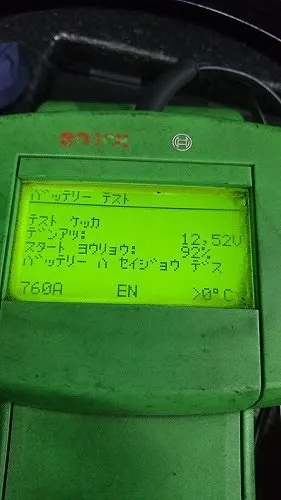 BOSCH
バッテリー テスト
テスト ケッカ
デンアツ: 12,52V
スタート ヨウリョウ: 92%
バッテリー ハ セイジョウ デス
760A EN >0°C